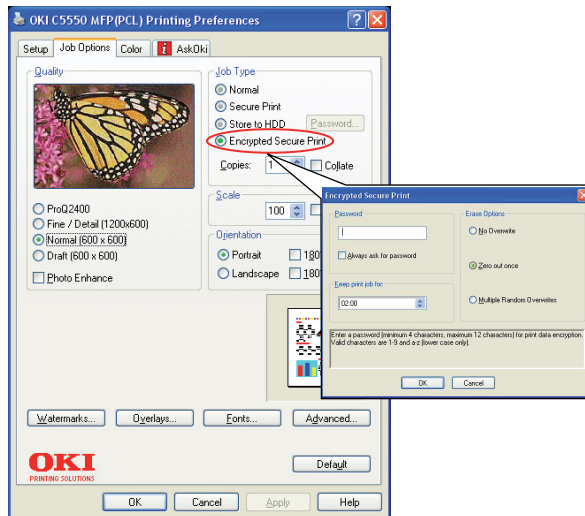 OKI C5550 MFP(PCL) Printing Preferences
Setup Job Options Color i AskOki
Quality
ProQ2400
Fine / Detail (1200x600)
Normal (600 x 600)
Draft (600 x 600)
Photo Enhance
Job Type
Normal
Secure Print
Store to HDD Password...
Encrypted Secure Print
Copies: 1 Collate
Scale
100
Orientation
Portrait 180
Landscape 180
Encrypted Secure Print
Password
Always ask for password
Keep print job for:
02:00
Erase Options
No Overwrite
Zero out once
Multiple Random Overwrites
Enter a password (minimum 4 characters, maximum 12 characters) for print data encryption.
Valid characters are 1-9 and a-z (lower case only).
OK Cancel
Watermarks... Overlays... Fonts... Advanced...
OKI
PRINTING SOLUTIONS
Default
OK Cancel Apply Help